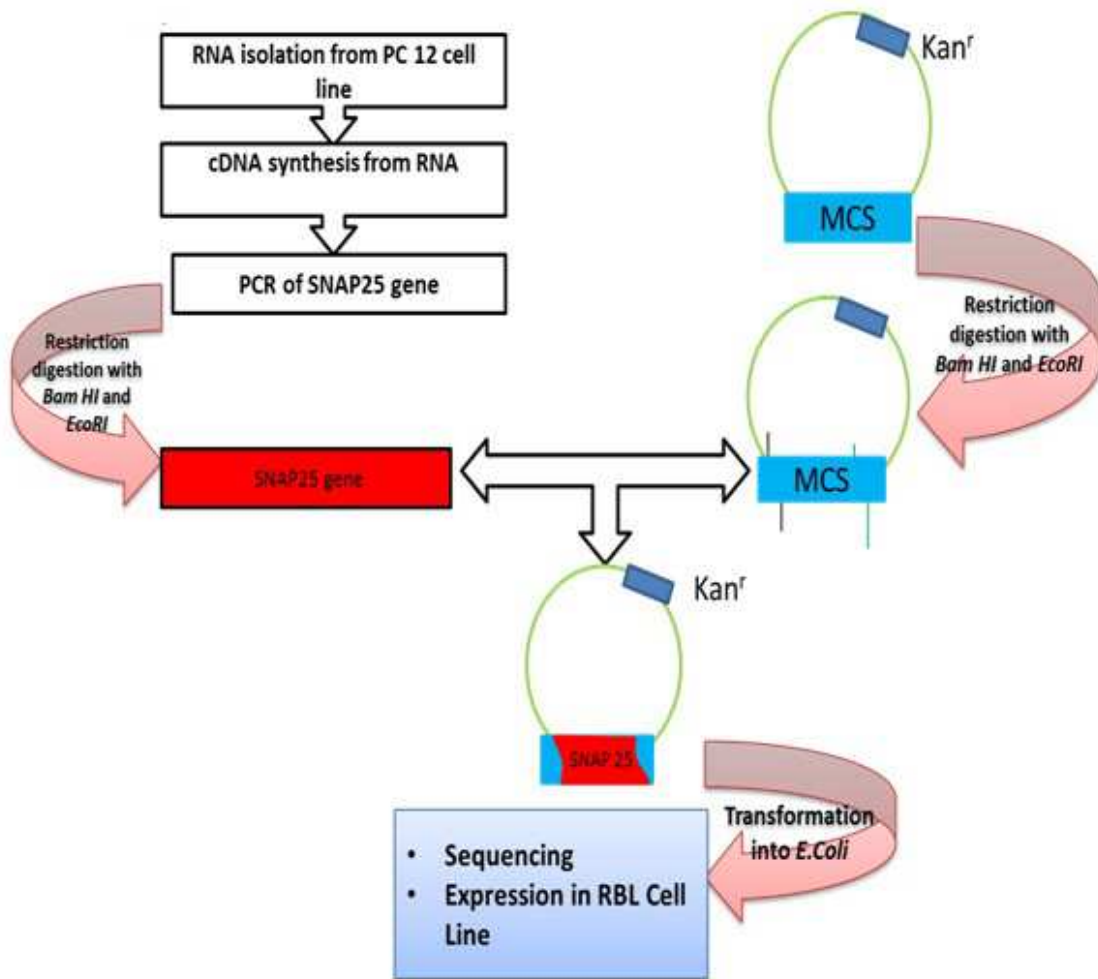 RNA isolation from PC 12 cell
line
cDNA synthesis from RNA
PCR of SNAP25 gene
Restriction
digestion with
Bam HI and
EcoRI
SNAP25 gene
Kanʳ
MCS
Restriction
digestion with
Bam HI and EcoRI
MCS
Kanʳ
SNAP 25
Transformation
into E.Coli
• Sequencing
• Expression in RBL Cell
Line